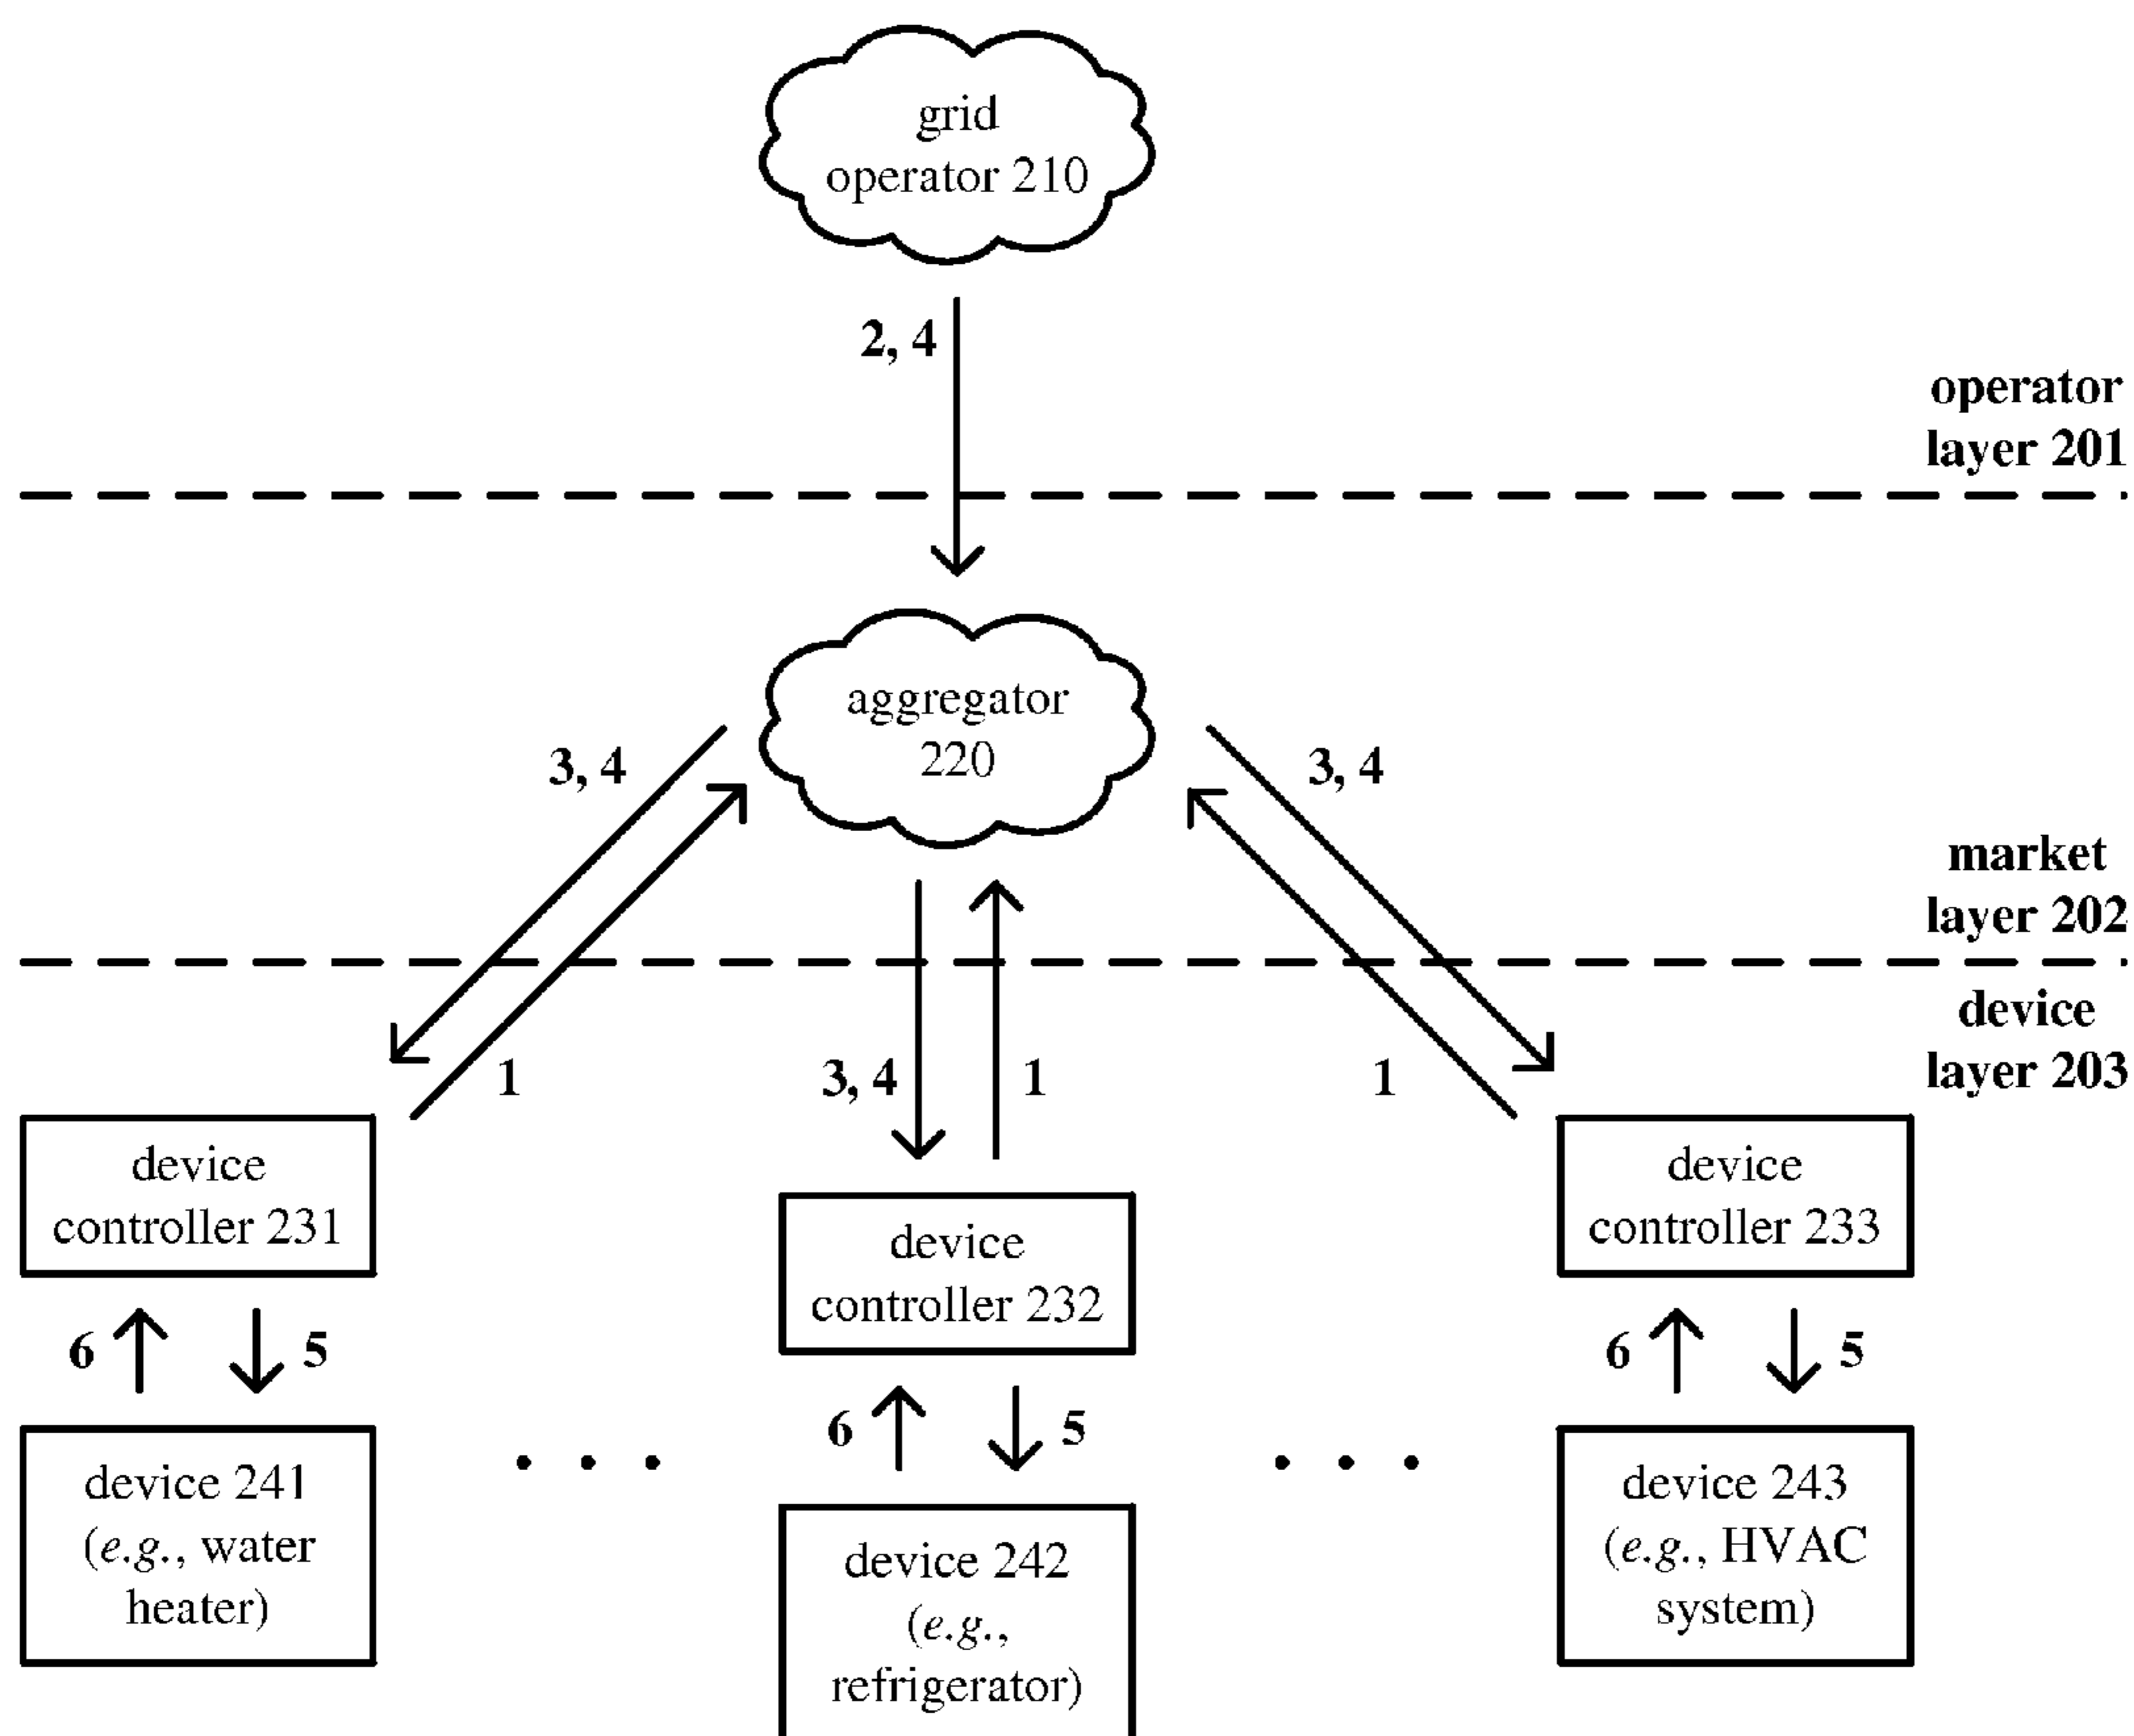 grid
operator 210
2, 4
operator
layer 201
aggregator
220
3, 4
3, 4
market
layer 202
device
layer 203
1
3, 4
1
1
device
controller 231
device
controller 232
device
controller 233
6
5
6
5
6
5
device 241
(e.g., water
heater)
. . .
device 242
(e.g.,
refrigerator)
. . .
device 243
(e.g., HVAC
system)